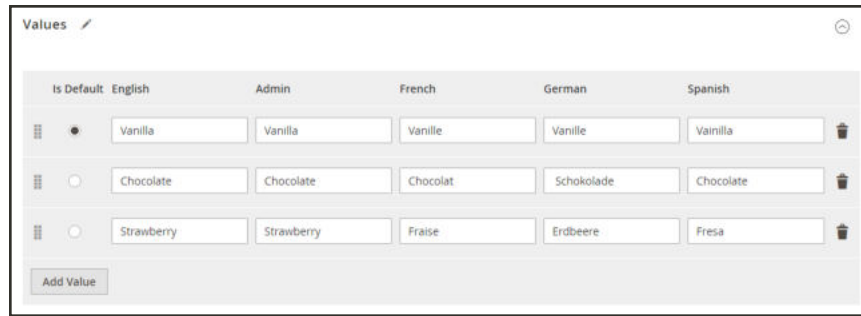 Values
Is Default English Admin French German Spanish
Vanilla Vanilla Vanille Vanille Vainilla
Chocolate Chocolate Chocolat Schokolade Chocolate
Strawberry Strawberry Fraise Erdbeere Fresa
Add Value